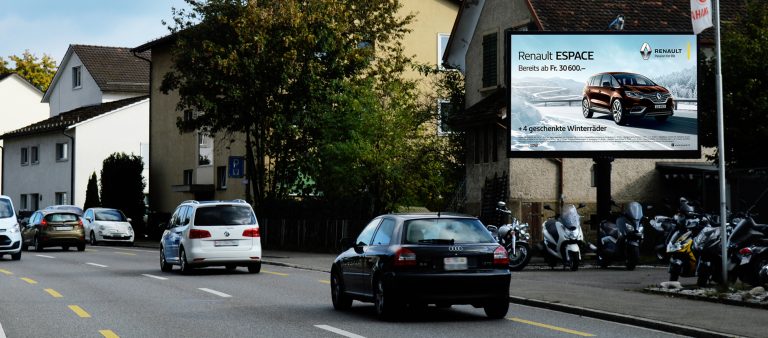 Renault ESPACE
Bereits ab Fr. 30 600.–
RENAULT
+ 4 geschenkte Winterräder